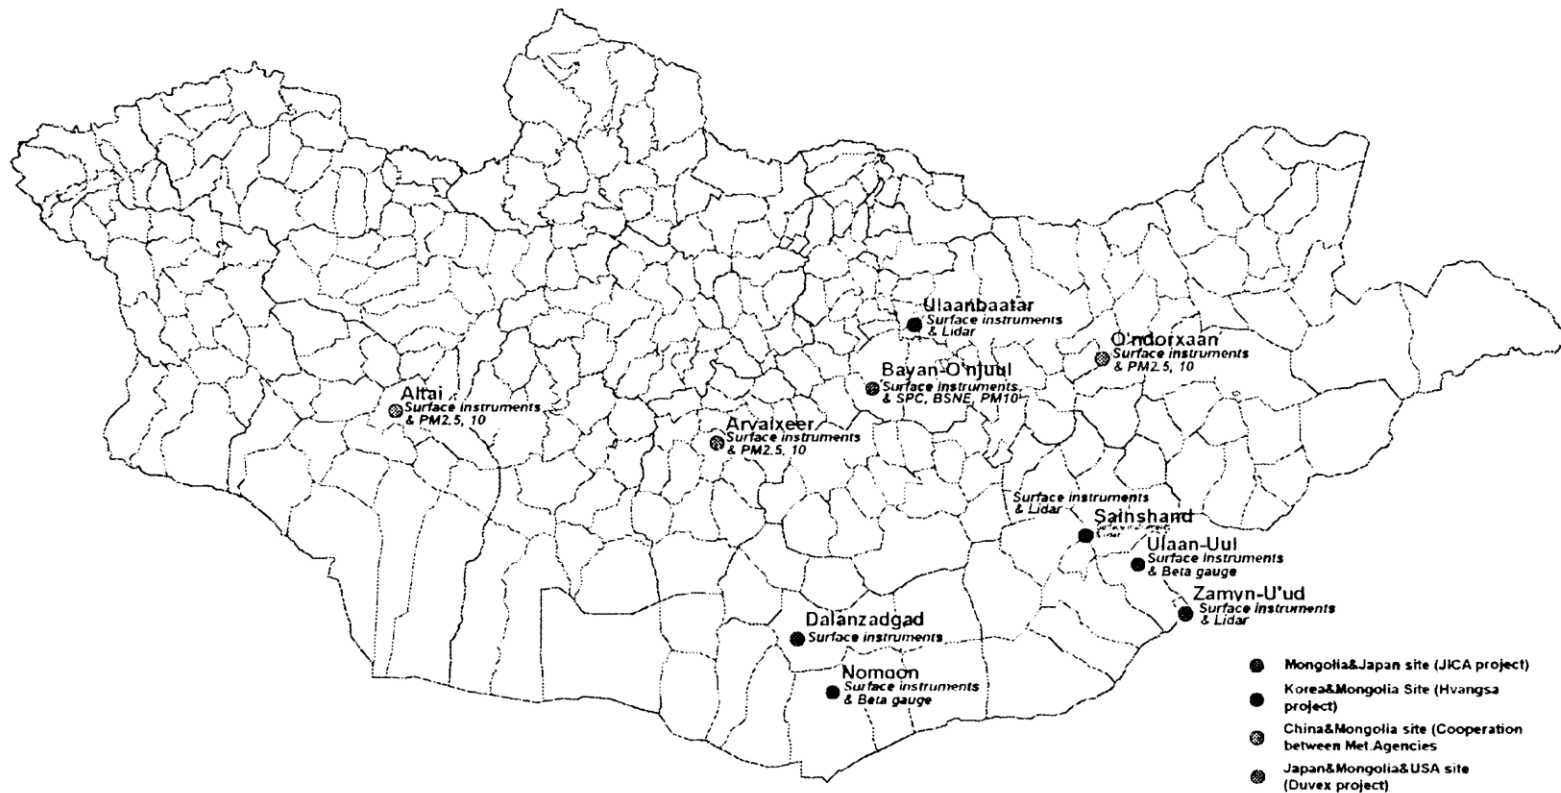 Ulaanbaatar
Surface instruments
& Lidar
O'ndorxaan
Surface instruments
& PM2.5, 10
Bayan-O'njuul
Surface instruments
& SPC, BSNE, PM10
Altai
Surface instruments
& PM2.5, 10
Arvaixeer
Surface instruments
& PM2.5, 10
Surface instruments
& Lidar
Sainshand
Ulaan-Uul
Surface instruments
& Beta gauge
Zamyn-U'ud
Surface instruments
& Lidar
Dalanzadgad
Surface instruments
Nomgon
Surface instruments
& Beta gauge
Mongolia&Japan site (JICA project)
Korea&Mongolia Site (Hvangsa
project)
China&Mongolia site (Cooperation
between Met.Agencies
Japan&Mongolia&USA site
(Duvex project)